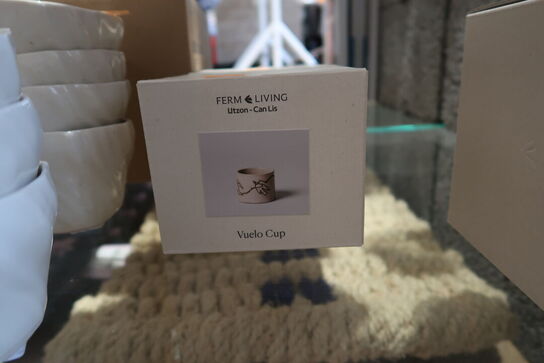 FERM LIVING
Utzon - Can Lis
Vuelo Cup